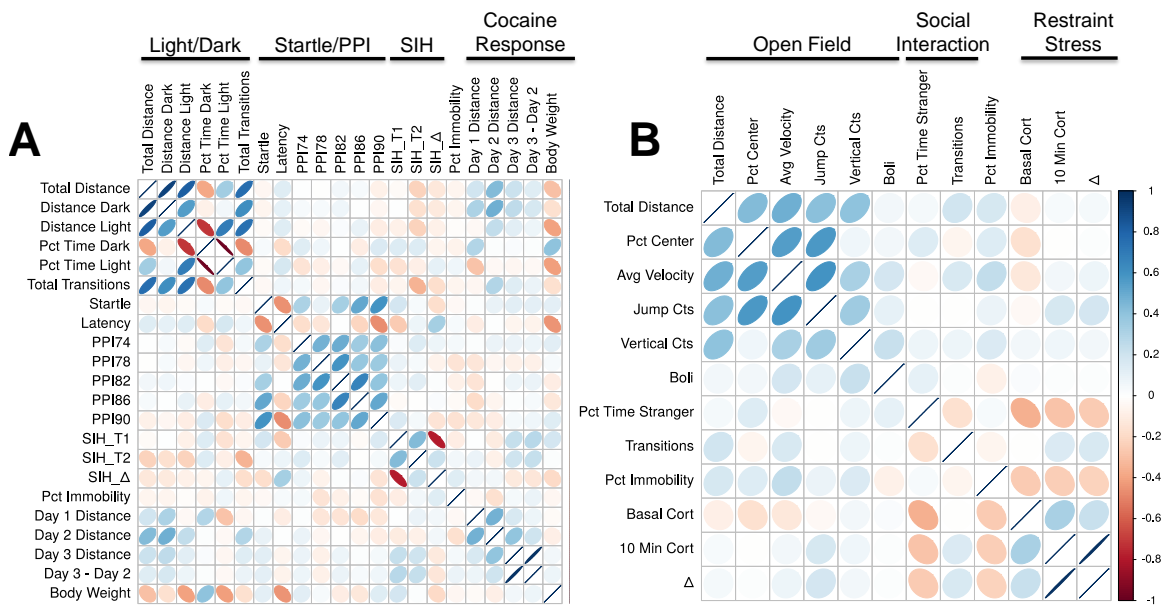 A
Light/Dark
Startle/PPI
SIH
Cocaine
Response
Total Distance
Distance Dark
Distance Light
Pct Time Dark
Pct Time Light
Total Transitions
Startle
Latency
PPI74
PPI78
PPI82
PPI86
PPI90
SIH_T1
SIH_T2
SIH_Δ
Pct Immobility
Day 1 Distance
Day 2 Distance
Day 3 Distance
Day 3 - Day 2
Body Weight
Total Distance
Distance Dark
Distance Light
Pct Time Dark
Pct Time Light
Total Transitions
Startle
Latency
PPI74
PPI78
PPI82
PPI86
PPI90
SIH_T1
SIH_T2
SIH_Δ
Pct Immobility
Day 1 Distance
Day 2 Distance
Day 3 Distance
Day 3 - Day 2
Body Weight
B
Open Field
Social
Interaction
Restraint
Stress
Total Distance
Pct Center
Avg Velocity
Jump Cts
Vertical Cts
Boli
Pct Time Stranger
Transitions
Pct Immobility
Basal Cort
10 Min Cort
Δ
Total Distance
Pct Center
Avg Velocity
Jump Cts
Vertical Cts
Boli
Pct Time Stranger
Transitions
Pct Immobility
Basal Cort
10 Min Cort
Δ
1
0.8
0.6
0.4
0.2
0
-0.2
-0.4
-0.6
-0.8
-1